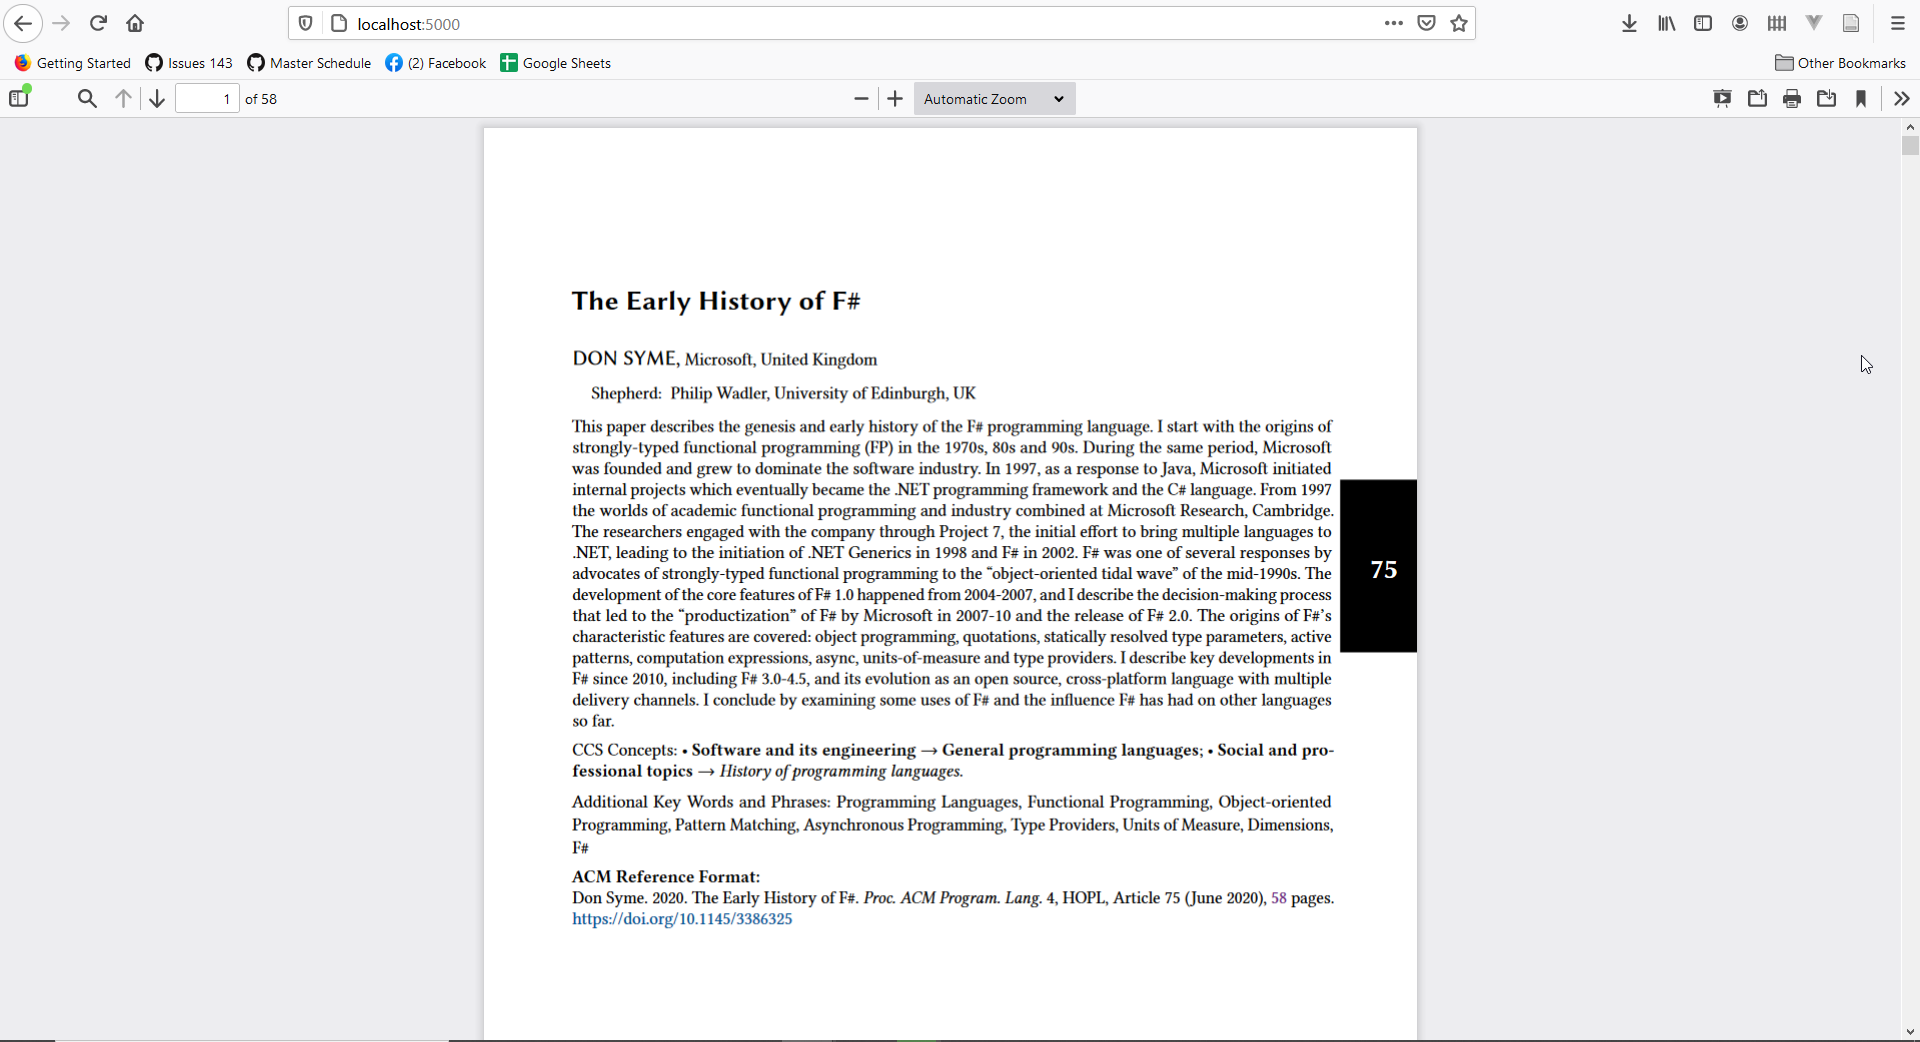 localhost:5000
Getting Started Issues 143 Master Schedule (2) Facebook Google Sheets Other Bookmarks
1 of 58 Automatic Zoom
The Early History of F#
DON SYME, Microsoft, United Kingdom
Shepherd: Philip Wadler, University of Edinburgh, UK
This paper describes the genesis and early history of the F# programming language. I start with the origins of
strongly-typed functional programming (FP) in the 1970s, 80s and 90s. During the same period, Microsoft
was founded and grew to dominate the software industry. In 1997, as a response to Java, Microsoft initiated
internal projects which eventually became the .NET programming framework and the C# language. From 1997
the worlds of academic functional programming and industry combined at Microsoft Research, Cambridge.
The researchers engaged with the company through Project 7, the initial effort to bring multiple languages to
.NET, leading to the initiation of .NET Generics in 1998 and F# in 2002. F# was one of several responses by
advocates of strongly-typed functional programming to the “object-oriented tidal wave” of the mid-1990s. The
development of the core features of F# 1.0 happened from 2004-2007, and I describe the decision-making process
that led to the “productization” of F# by Microsoft in 2007-10 and the release of F# 2.0. The origins of F#’s
characteristic features are covered: object programming, quotations, statically resolved type parameters, active
patterns, computation expressions, async, units-of-measure and type providers. I describe key developments in
F# since 2010, including F# 3.0-4.5, and its evolution as an open source, cross-platform language with multiple
delivery channels. I conclude by examining some uses of F# and the influence F# has had on other languages
so far.
75
CCS Concepts: • Software and its engineering → General programming languages; • Social and pro-
fessional topics → History of programming languages.
Additional Key Words and Phrases: Programming Languages, Functional Programming, Object-oriented
Programming, Pattern Matching, Asynchronous Programming, Type Providers, Units of Measure, Dimensions,
F#
ACM Reference Format:
Don Syme. 2020. The Early History of F#. Proc. ACM Program. Lang. 4, HOPL, Article 75 (June 2020), 58 pages.
https://doi.org/10.1145/3386325